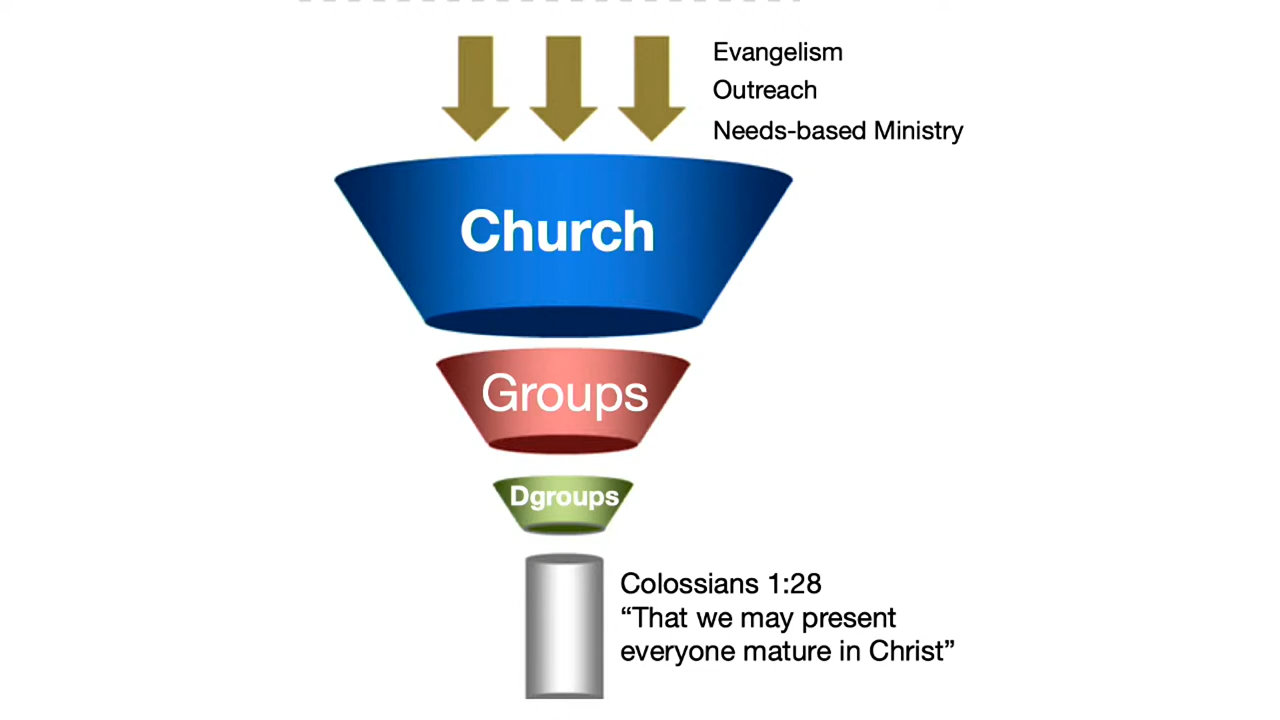 Evangelism
Outreach
Needs-based Ministry
Church
Groups
Dgroups
Colossians 1:28
“That we may present
everyone mature in Christ”